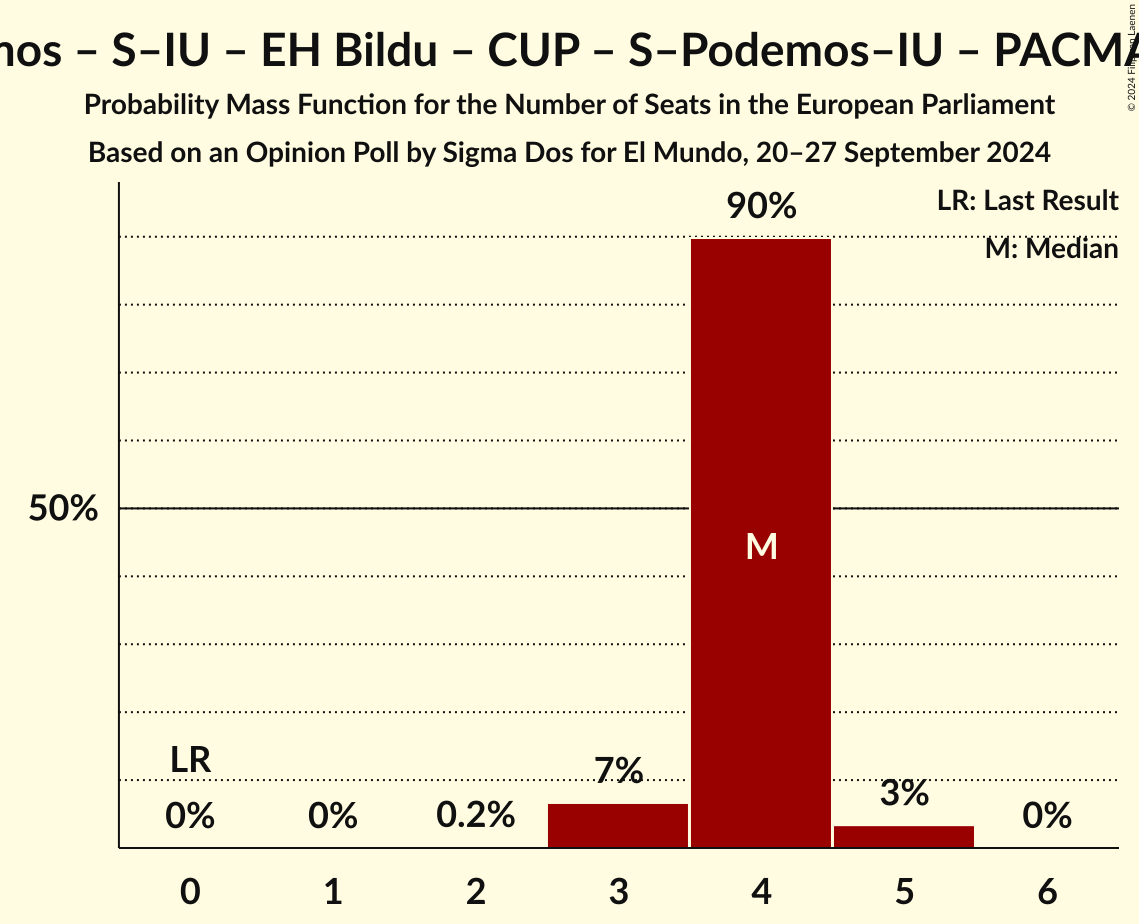 – S–IU – EH Bildu – CUP – S–Podemos–IU –
Probability Mass Function for the Number of Seats in the European Parliament
Based on an Opinion Poll by Sigma Dos for El Mundo, 20–27 September 2024
© 2024 Laenen
LR: Last Result
M: Median
90%
50%
M
LR
0%
0%
0.2%
7%
3%
0%
0 1 2 3 4 5 6